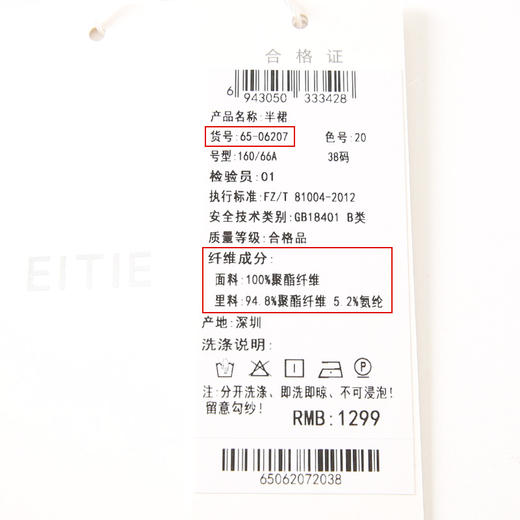 合格证
6 943050 333428
产品名称:半裙
货号:65-06207 色号:20
号型:160/66A 38码
检验员:01
执行标准:FZ/T 81004-2012
安全技术类别:GB18401 B类
质量等级:合格品
纤维成分:
面料:100%聚酯纤维
里料:94.8%聚酯纤维 5.2%氨纶
产地:深圳
洗涤说明:
注:分开洗涤、即洗即晾、不可浸泡!
留意勾纱!
RMB:1299
65062072038
EITIE